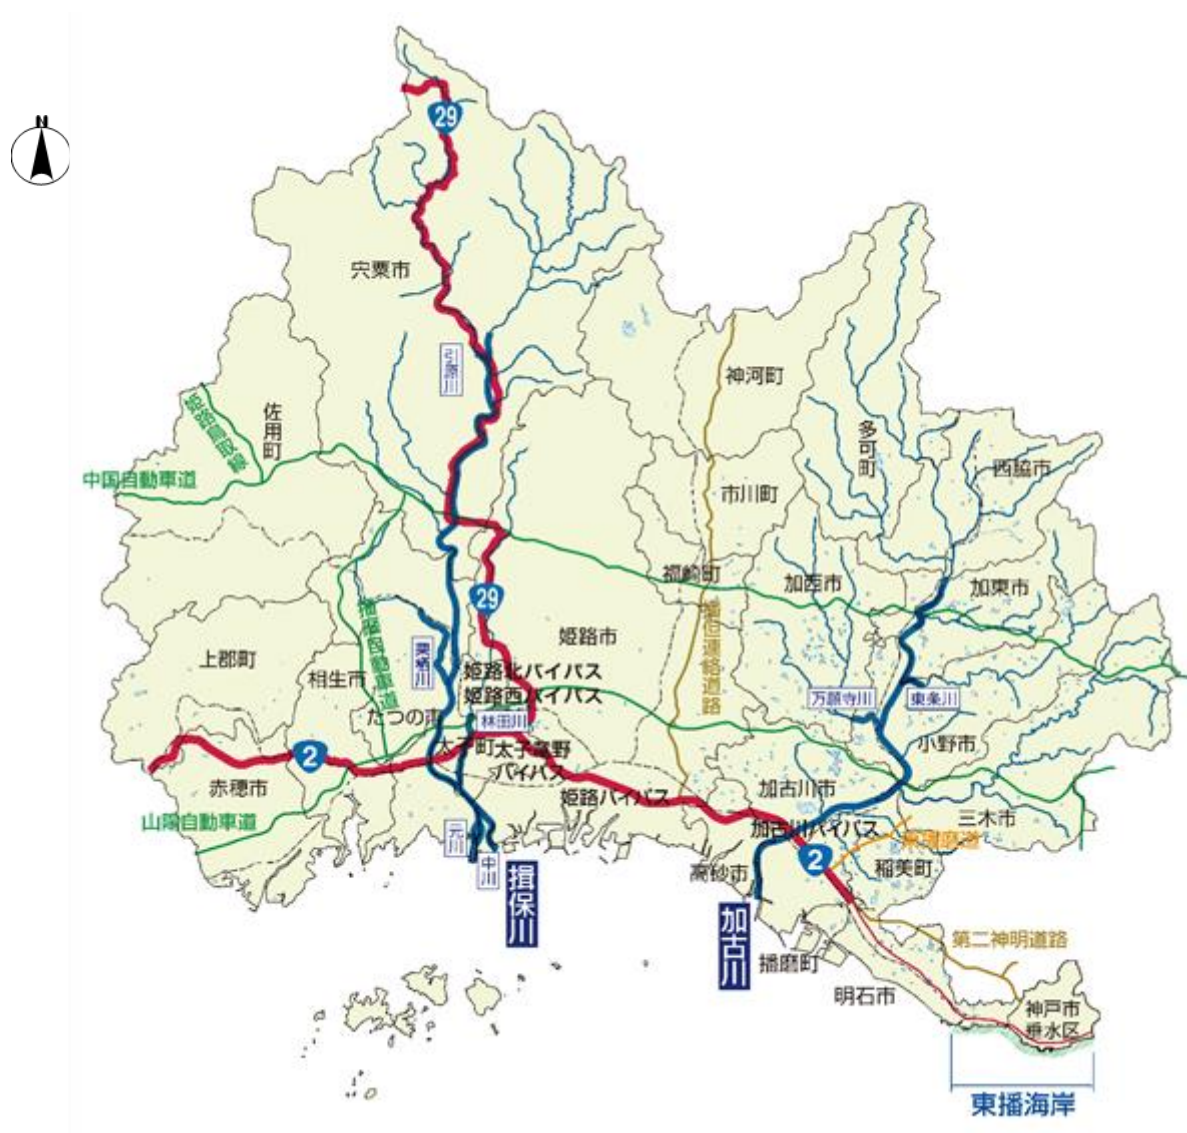 N
29
宍粟市
引原川
神河町
姫路鳥取線
佐用町
多可町
西脇市
中国自動車道
市川町
福崎町
加西市
加東市
29
播磨自動車道
播但連絡道路
姫路市
上郡町
栗栖川
姫路北バイパス
相生市
姫路西バイパス
万願寺川
東条川
たつの市
林田川
小野市
太子町
太子竜野
バイパス
2
赤穂市
加古川市
姫路バイパス
山陽自動車道
三木市
加古川バイパス
元川
東播磨道
2
中川
高砂市
稲美町
揖保川
加古川
第二神明道路
播磨町
明石市
神戸市
垂水区
東播海岸